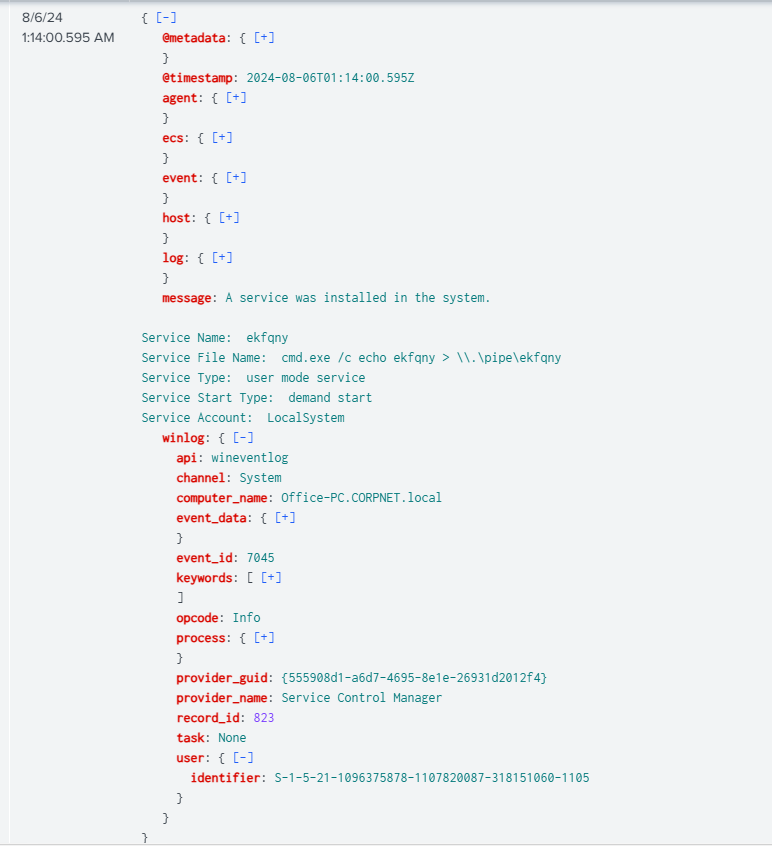 8/6/24
1:14:00.595 AM
{ [-]
@metadata: { [+]
}
@timestamp: 2024-08-06T01:14:00.595Z
agent: { [+]
}
ecs: { [+]
}
event: { [+]
}
host: { [+]
}
log: { [+]
}
message: A service was installed in the system.
Service Name: ekfqny
Service File Name: cmd.exe /c echo ekfqny > \\.\pipe\ekfqny
Service Type: user mode service
Service Start Type: demand start
Service Account: LocalSystem
winlog: { [-]
api: wineventlog
channel: System
computer_name: Office-PC.CORPNET.local
event_data: { [+]
}
event_id: 7045
keywords: [ [+]
]
opcode: Info
process: { [+]
}
provider_guid: {555908d1-a6d7-4695-8e1e-26931d2012f4}
provider_name: Service Control Manager
record_id: 823
task: None
user: { [-]
identifier: S-1-5-21-1096375878-1107820087-318151060-1105
}
}
}